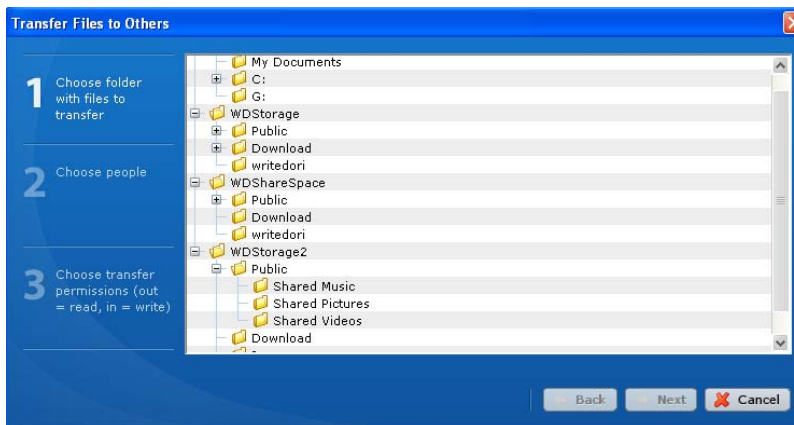 Transfer Files to Others
1
Choose folder
with files to
transfer
2
Choose people
3
Choose transfer
permissions (out
= read, in = write)
My Documents
C:
G:
WDStorage
Public
Download
writedori
WDShareSpace
Public
Download
writedori
WDStorage2
Public
Shared Music
Shared Pictures
Shared Videos
Download
Back
Next
Cancel